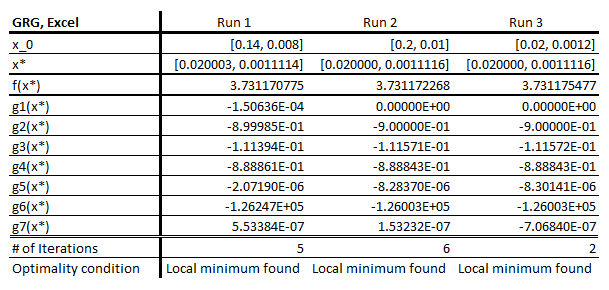 GRG, Excel Run 1 Run 2 Run 3
x_0 [0.14, 0.008] [0.2, 0.01] [0.02, 0.0012]
x* [0.020003, 0.0011114] [0.020000, 0.0011116] [0.020000, 0.0011116]
f(x*) 3.731170775 3.731172268 3.731175477
g1(x*) -1.50636E-04 0.00000E+00 0.00000E+00
g2(x*) -8.99985E-01 -9.00000E-01 -9.00000E-01
g3(x*) -1.11394E-01 -1.11571E-01 -1.11572E-01
g4(x*) -8.88861E-01 -8.88843E-01 -8.88843E-01
g5(x*) -2.07190E-06 -8.28370E-06 -8.30141E-06
g6(x*) -1.26247E+05 -1.26003E+05 -1.26003E+05
g7(x*) 5.53384E-07 1.53232E-07 -7.06840E-07
# of Iterations 5 6 2
Optimality condition Local minimum found Local minimum found Local minimum found